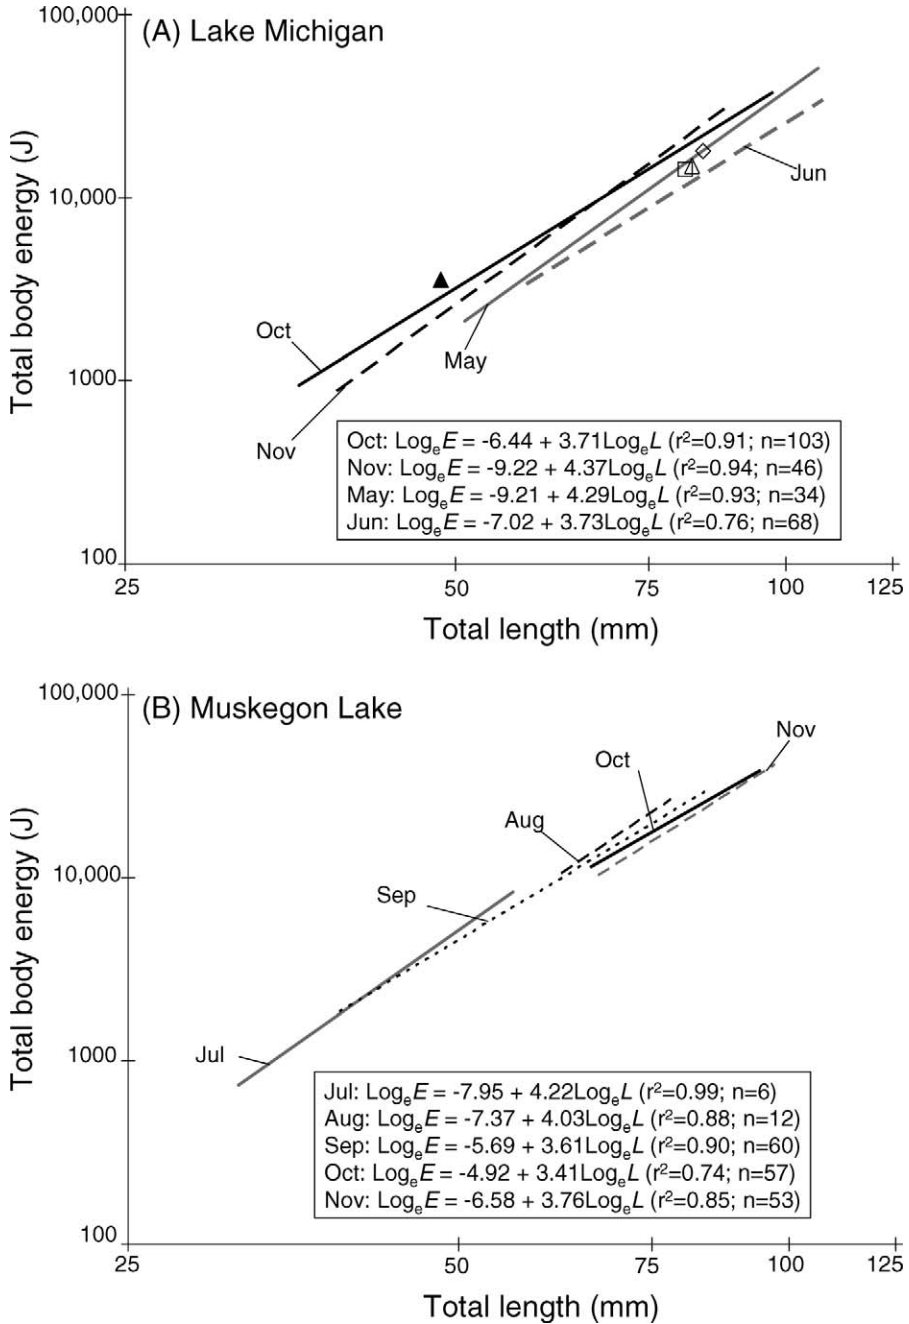 100,000
(A) Lake Michigan
Total body energy (J)
10,000
Jun
Oct
May
1000
Nov
Oct: LogₑE = -6.44 + 3.71LogₑL (r²=0.91; n=103)
Nov: LogₑE = -9.22 + 4.37LogₑL (r²=0.94; n=46)
May: LogₑE = -9.21 + 4.29LogₑL (r²=0.93; n=34)
Jun: LogₑE = -7.02 + 3.73LogₑL (r²=0.76; n=68)
100
25 50 75 100 125
Total length (mm)
100,000
(B) Muskegon Lake
Nov
Oct
Total body energy (J)
Aug
10,000
Sep
1000
Jul
Jul: LogₑE = -7.95 + 4.22LogₑL (r²=0.99; n=6)
Aug: LogₑE = -7.37 + 4.03LogₑL (r²=0.88; n=12)
Sep: LogₑE = -5.69 + 3.61LogₑL (r²=0.90; n=60)
Oct: LogₑE = -4.92 + 3.41LogₑL (r²=0.74; n=57)
Nov: LogₑE = -6.58 + 3.76LogₑL (r²=0.85; n=53)
100
25 50 75 100 125
Total length (mm)